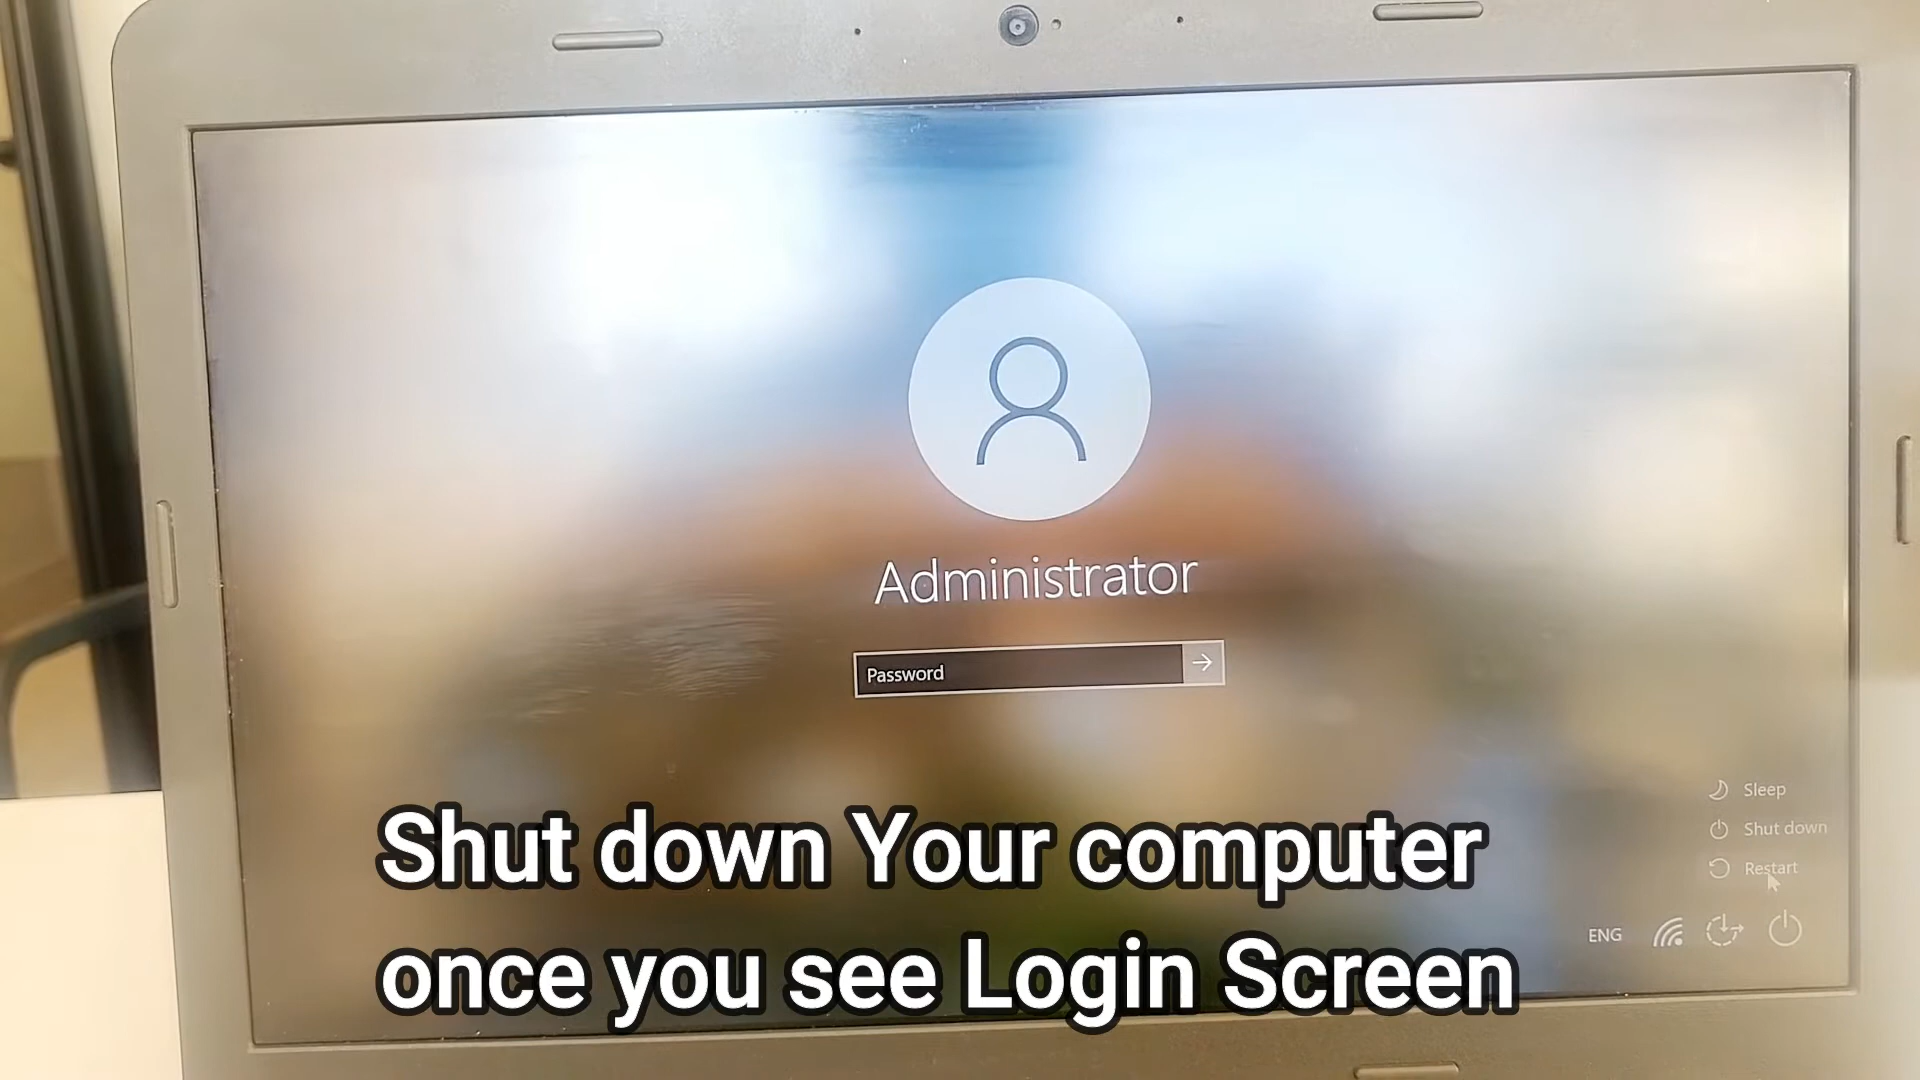 Administrator
Password
Sleep
Shut down
Restart
ENG
Shut down Your computer
once you see Login Screen